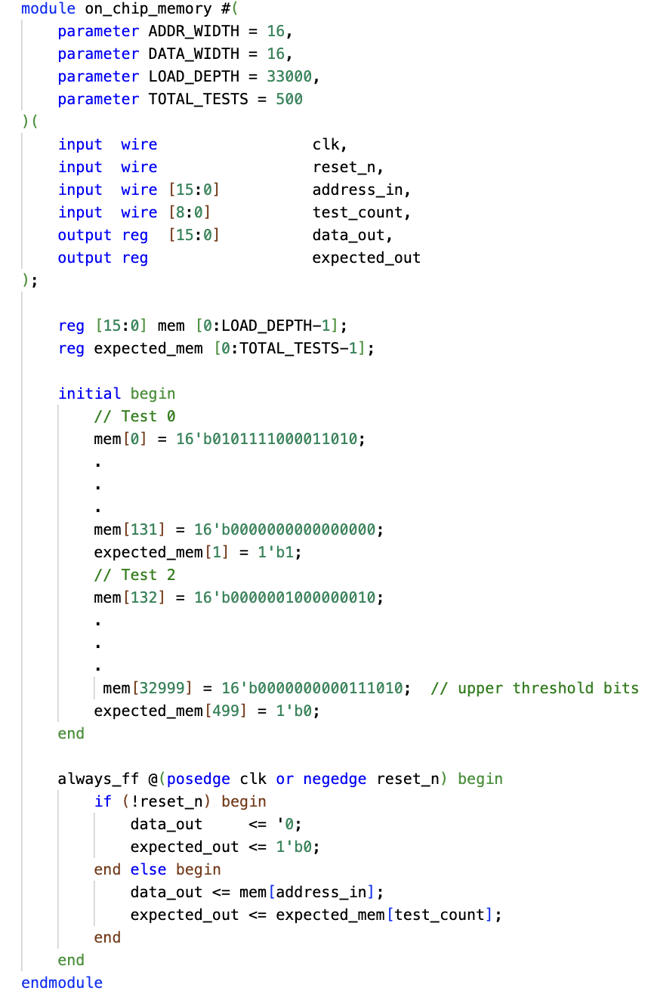 module on_chip_memory #(
    parameter ADDR_WIDTH = 16,
    parameter DATA_WIDTH = 16,
    parameter LOAD_DEPTH = 33000,
    parameter TOTAL_TESTS = 500
)(
    input  wire                 clk,
    input  wire                 reset_n,
    input  wire [15:0]          address_in,
    input  wire [8:0]           test_count,
    output reg  [15:0]          data_out,
    output reg                  expected_out
);

    reg [15:0] mem [0:LOAD_DEPTH-1];
    reg expected_mem [0:TOTAL_TESTS-1];

    initial begin
        // Test 0
        mem[0] = 16'b0101111000011010;
        .
        .
        .
        mem[131] = 16'b0000000000000000;
        expected_mem[1] = 1'b1;
        // Test 2
        mem[132] = 16'b0000001000000010;
        .
        .
        .
         mem[32999] = 16'b0000000000111010;  // upper threshold bits
        expected_mem[499] = 1'b0;
    end

    always_ff @(posedge clk or negedge reset_n) begin
        if (!reset_n) begin
            data_out     <= '0;
            expected_out <= 1'b0;
        end else begin
            data_out <= mem[address_in];
            expected_out <= expected_mem[test_count];
        end
    end
endmodule